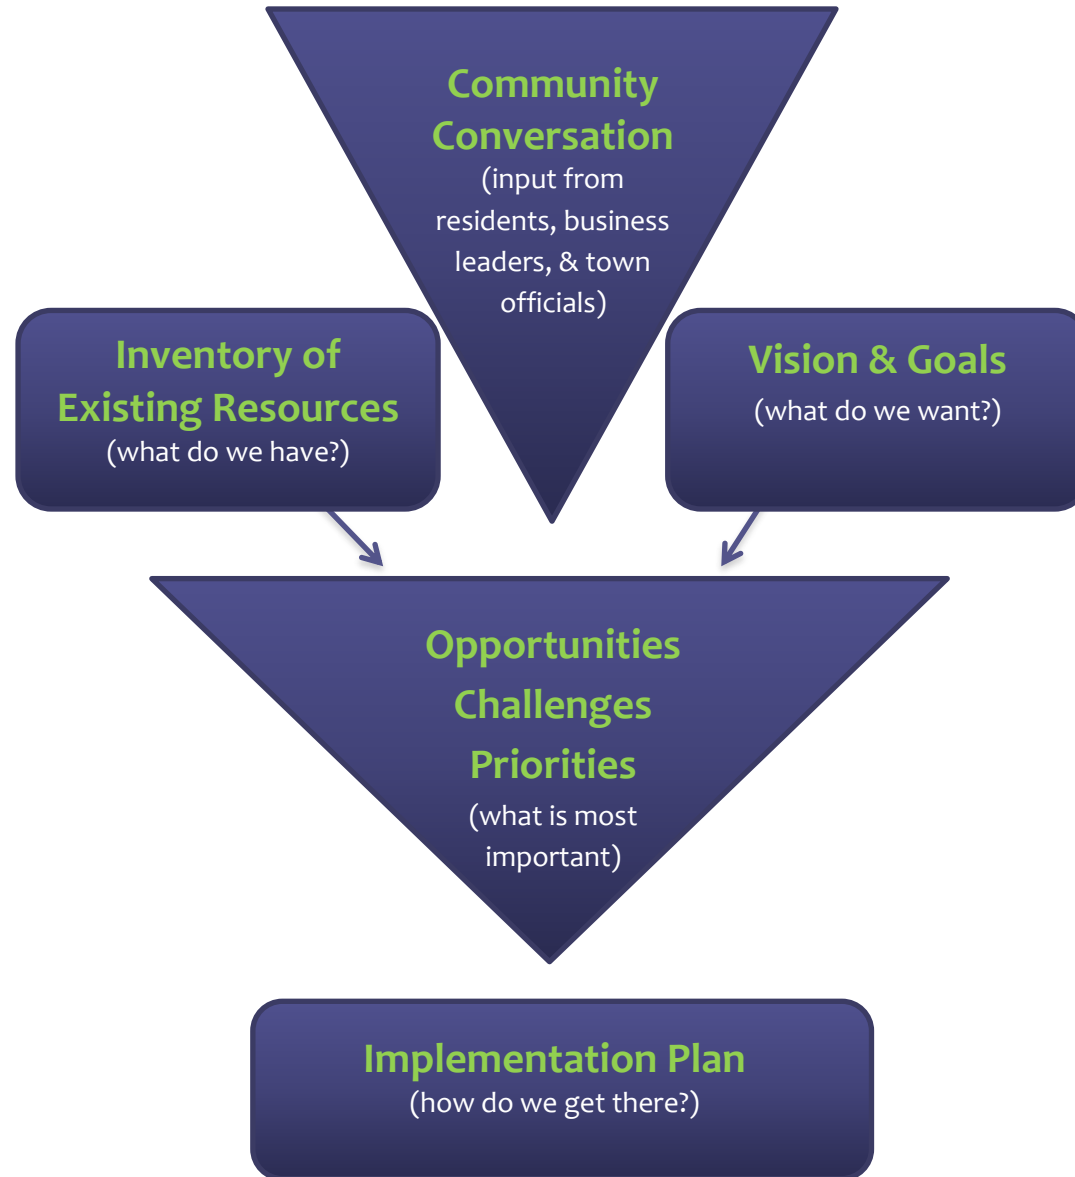 Community
Conversation
(input from
residents, business
leaders, & town
officials)
Inventory of
Existing Resources
(what do we have?)
Vision & Goals
(what do we want?)
Opportunities
Challenges
Priorities
(what is most
important)
Implementation Plan
(how do we get there?)